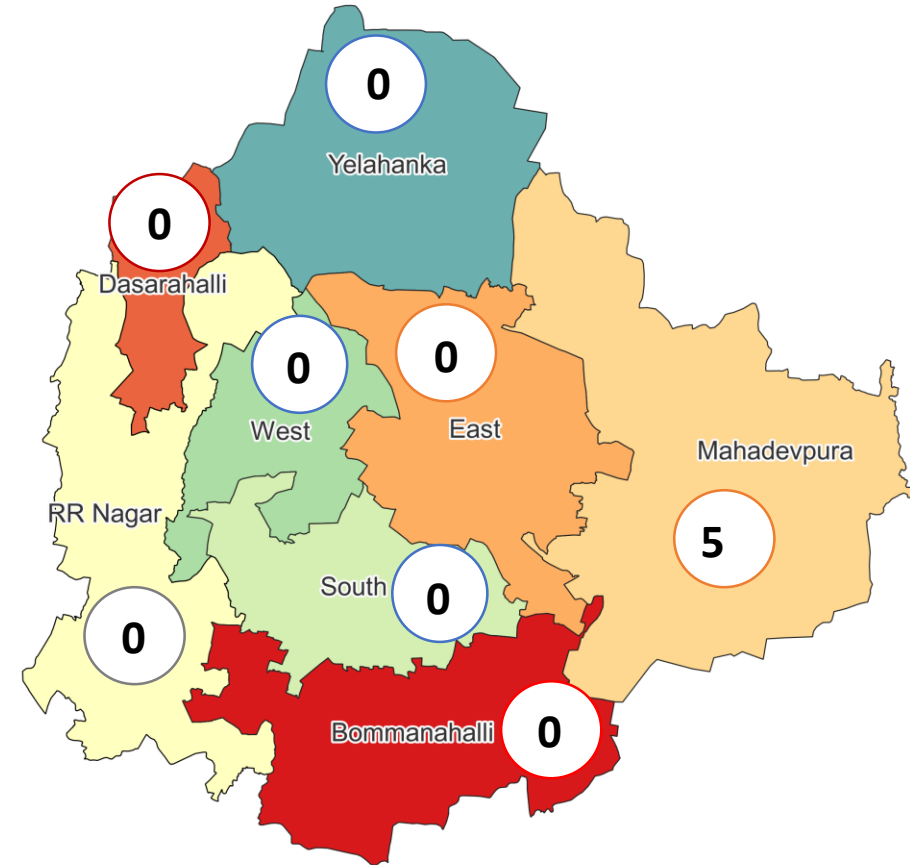 0
Yelahanka
0
Dasarahalli
0
0
West
East
Mahadevpura
RR Nagar
5
South
0
0
Bommanahalli
0